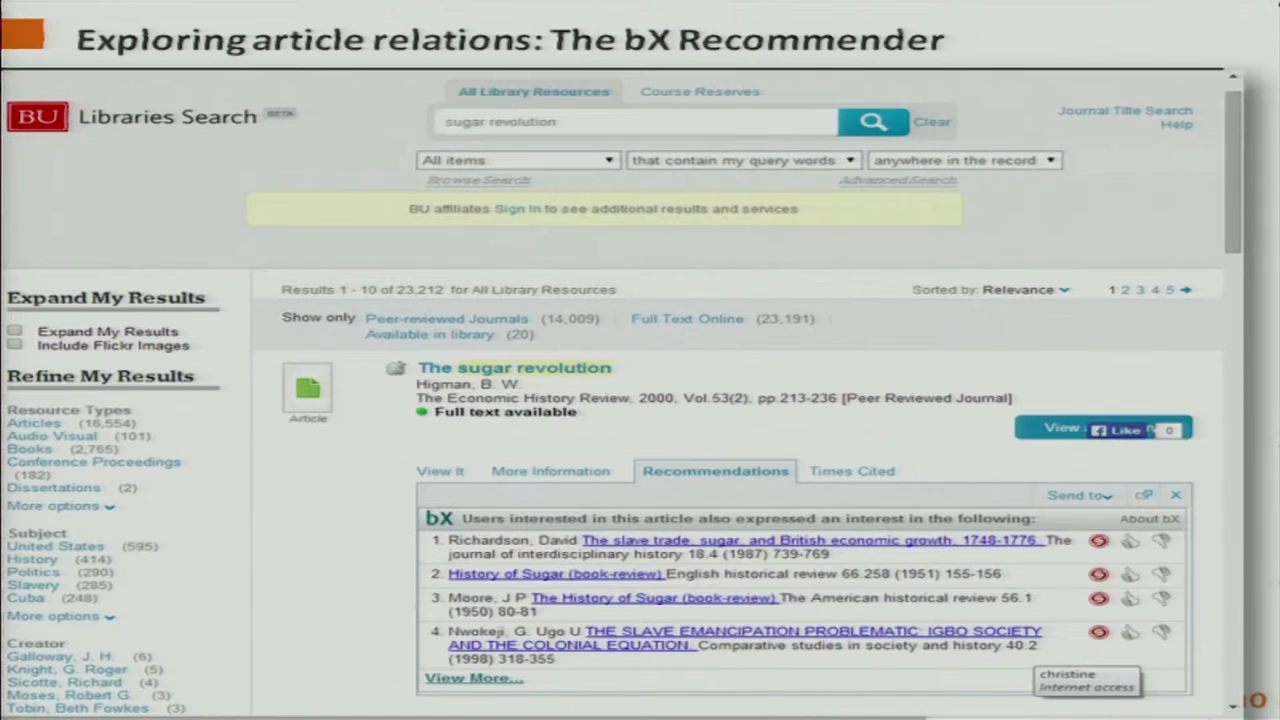 Exploring article relations: The bX Recommender
All Library Resources Course Reserves
BU Libraries Search BETA
sugar revolution Clear
Journal Title Search
Help
All items that contain my query words anywhere in the record
Browse Search Advanced Search
BU affiliates Sign In to see additional results and services
Expand My Results
Expand My Results
Include Flickr Images
Refine My Results
Resource Types
Articles (16,554)
Audio Visual (101)
Books (2,765)
Conference Proceedings
(182)
Dissertations (2)
More options
Subject
United States (595)
History (414)
Politics (290)
Slavery (285)
Cuba (248)
More options
Creator
Galloway, J. H. (6)
Knight, G. Roger (5)
Sicotte, Richard (4)
Moses, Robert G. (3)
Tobin, Beth Fowkes (3)
Results 1 - 10 of 23,212 for All Library Resources Sorted by: Relevance 1 2 3 4 5
Show only Peer-reviewed Journals (14,009) Full Text Online (23,191)
Available in library (20)
Article
The sugar revolution
Higman, B. W.
The Economic History Review, 2000, Vol.53(2), pp.213-236 [Peer Reviewed Journal]
Full text available
View Like 0
View It More Information Recommendations Times Cited
Send to
bX Users interested in this article also expressed an interest in the following: About bX
1. Richardson, David The slave trade, sugar, and British economic growth, 1748-1776. The
journal of interdisciplinary history 18.4 (1987) 739-769
2. History of Sugar (book-review) English historical review 66.258 (1951) 155-156
3. Moore, J P The History of Sugar (book-review) The American historical review 56.1
(1950) 80-81
4. Nwokeji, G. Ugo U THE SLAVE EMANCIPATION PROBLEMATIC: IGBO SOCIETY
AND THE COLONIAL EQUATION. Comparative studies in society and history 40.2
(1998) 318-355
View More...
christine
Internet access